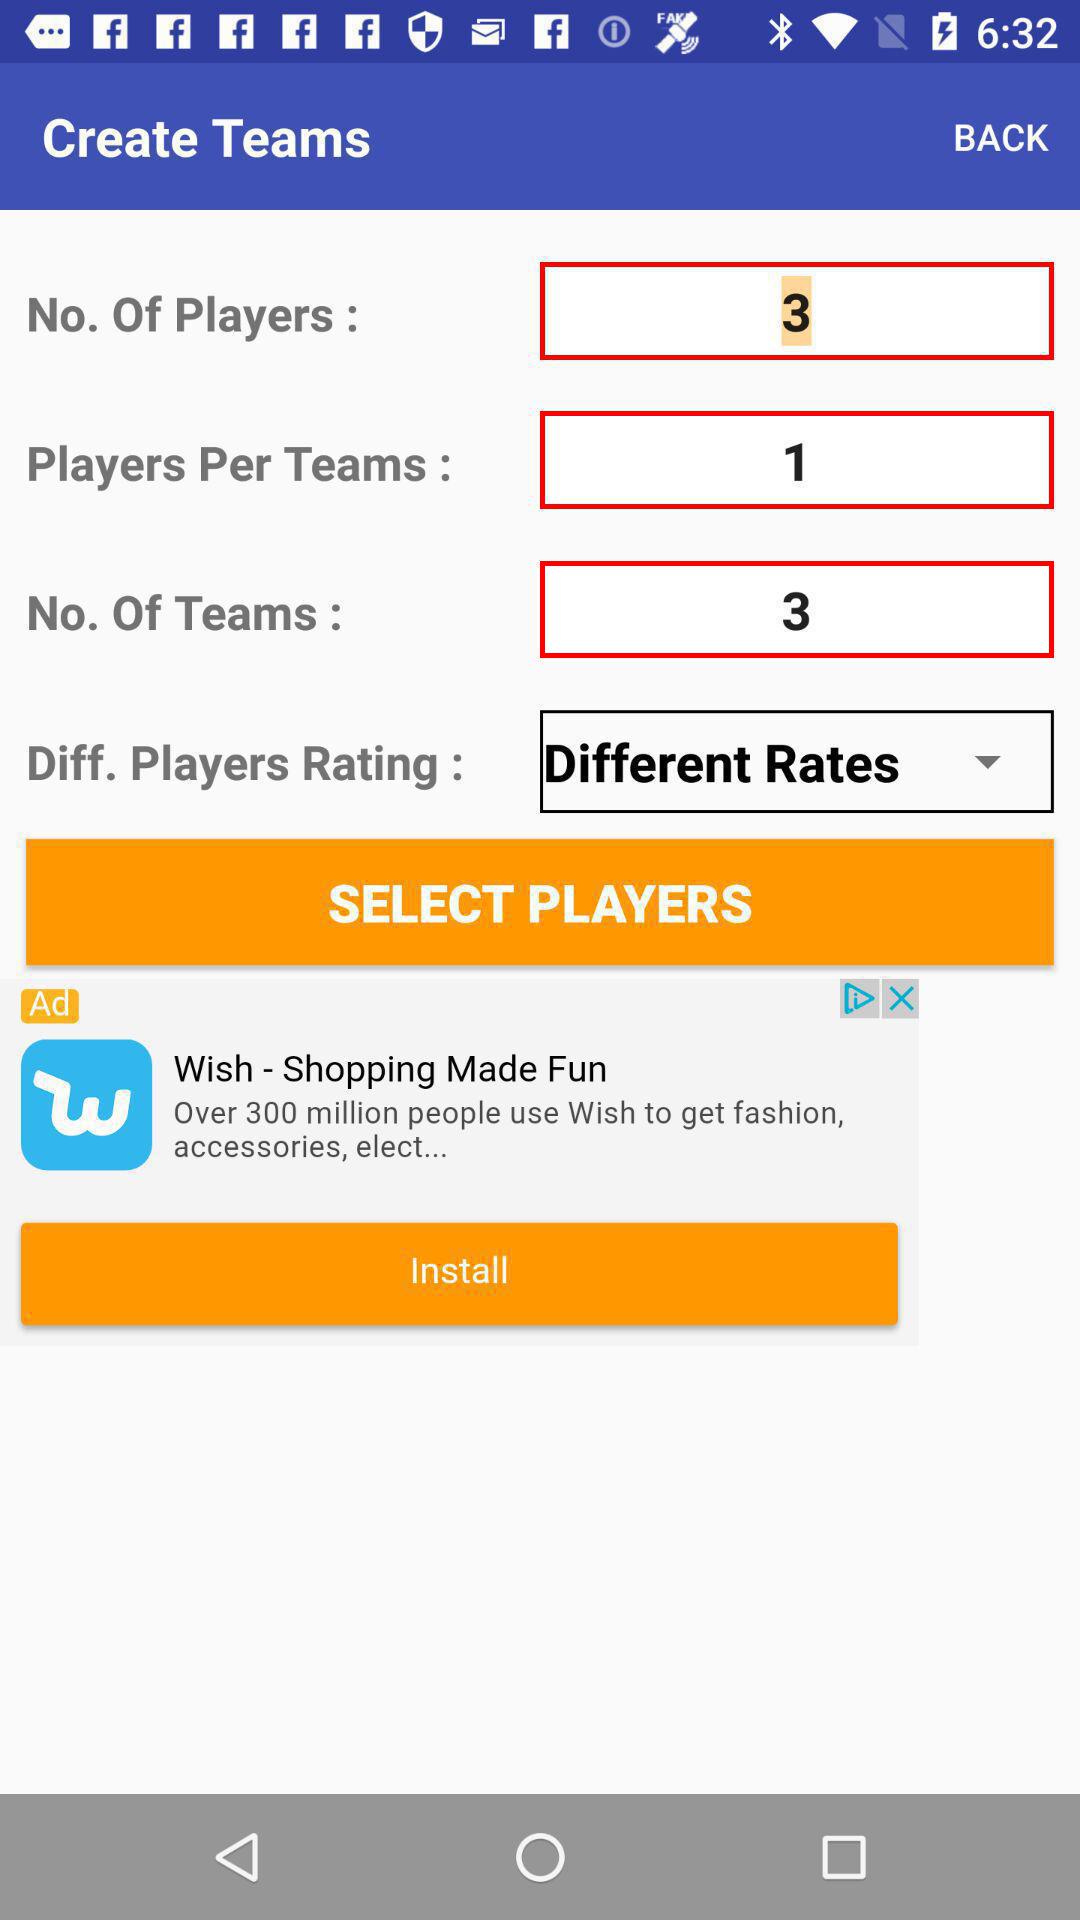 FAKE
6:32
Create Teams
BACK
No. Of Players :
3
Players Per Teams :
1
No. Of Teams :
3
Diff. Players Rating :
Different Rates
SELECT PLAYERS
Ad
Wish - Shopping Made Fun
Over 300 million people use Wish to get fashion,
accessories, elect...
Install